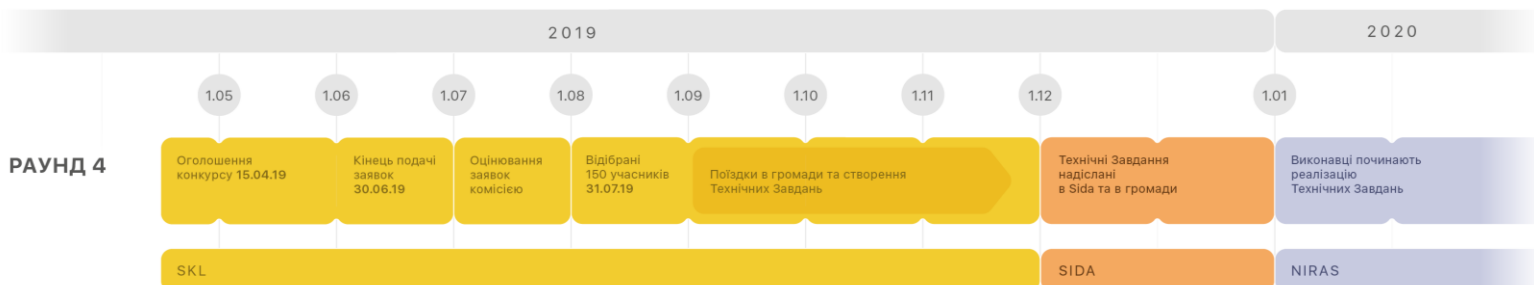 2019
2020
1.05
1.06
1.07
1.08
1.09
1.10
1.11
1.12
1.01
РАУНД 4
Оголошення
конкурсу 15.04.19
Кінець подачі
заявок
30.06.19
Оцінювання
заявок
комісією
Відібрані
150 учасників
31.07.19
Поїздки в громади та створення
Технічних Завдань
Технічні Завдання
надіслані
в Sida та в громади
Виконавці починають
реалізацію
Технічних Завдань
SKL
SIDA
NIRAS